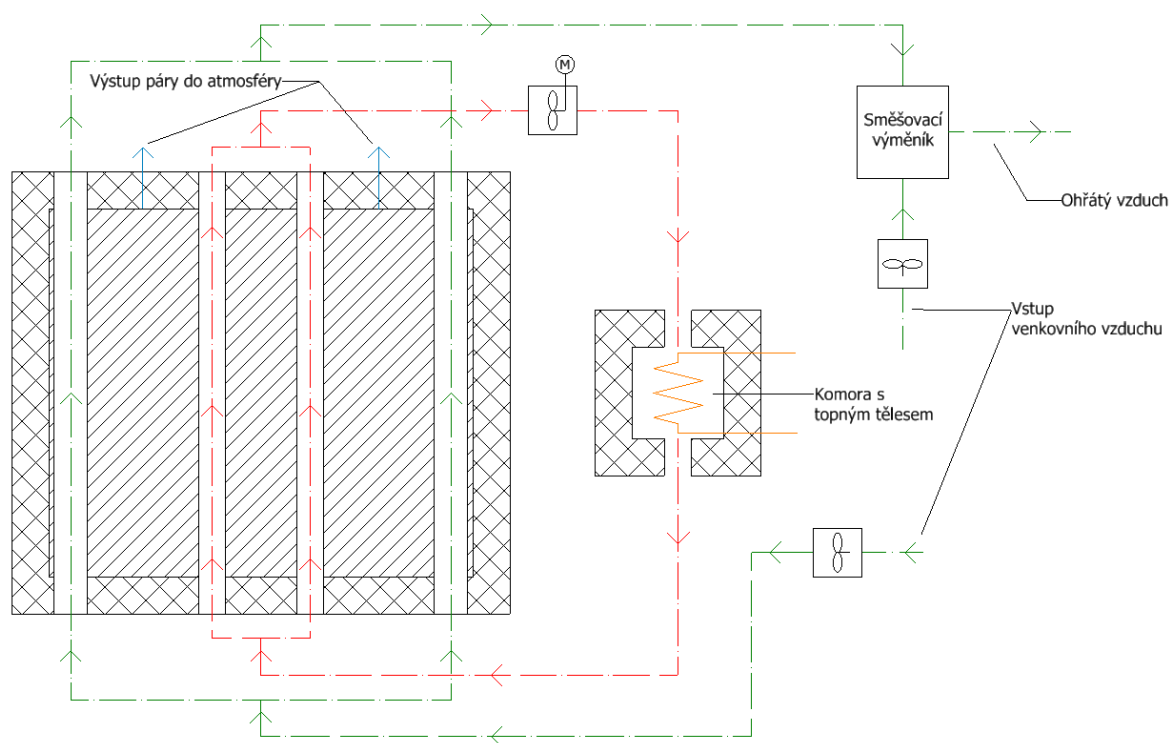 Výstup páry do atmosféry
M
Směšovací
výměník
Ohřátý vzduch
Vstup
venkovního vzduchu
Komora s
topným tělesem